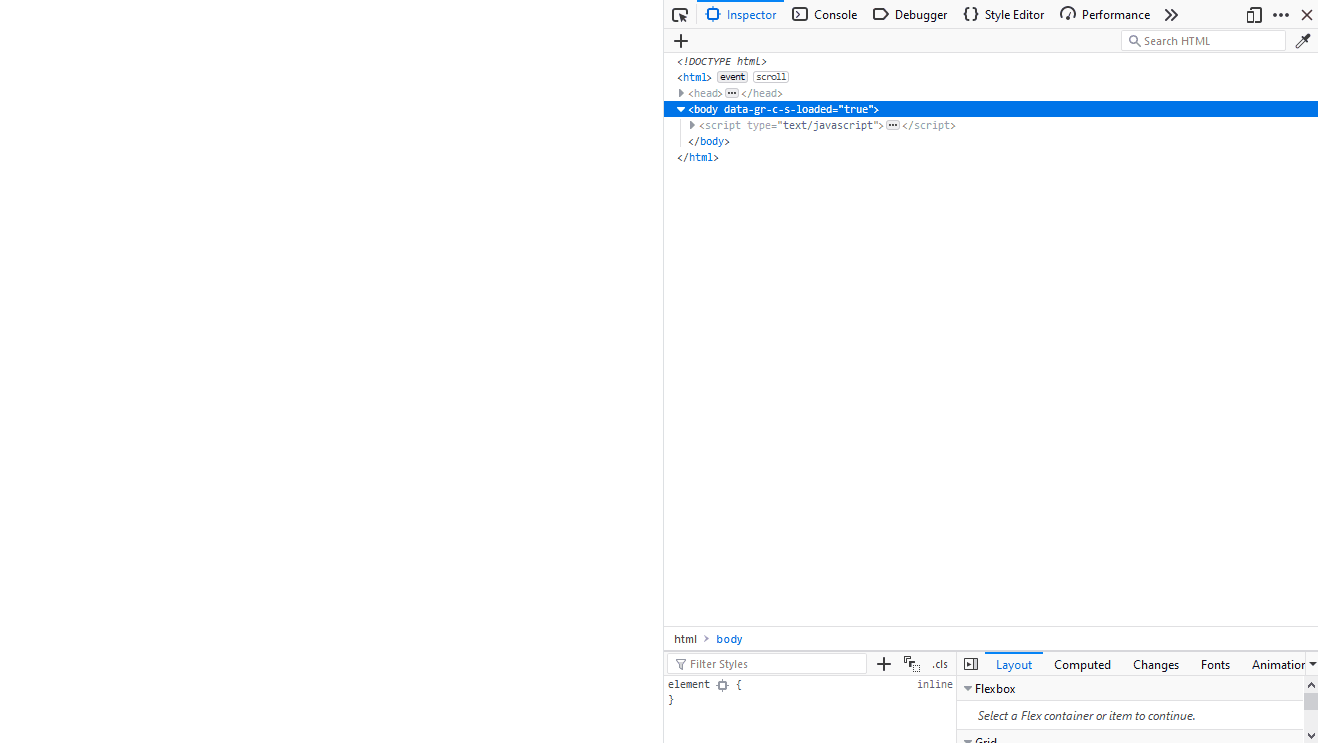 Inspector Console Debugger Style Editor Performance
Search HTML
<!DOCTYPE html>
<html> event scroll
<head> ••• </head>
<body data-gr-c-s-loaded="true">
<script type="text/javascript"> ••• </script>
</body>
</html>
html > body
Filter Styles + .cls Layout Computed Changes Fonts Animation
element { inline
}
Flexbox
Select a Flex container or item to continue.
Grid